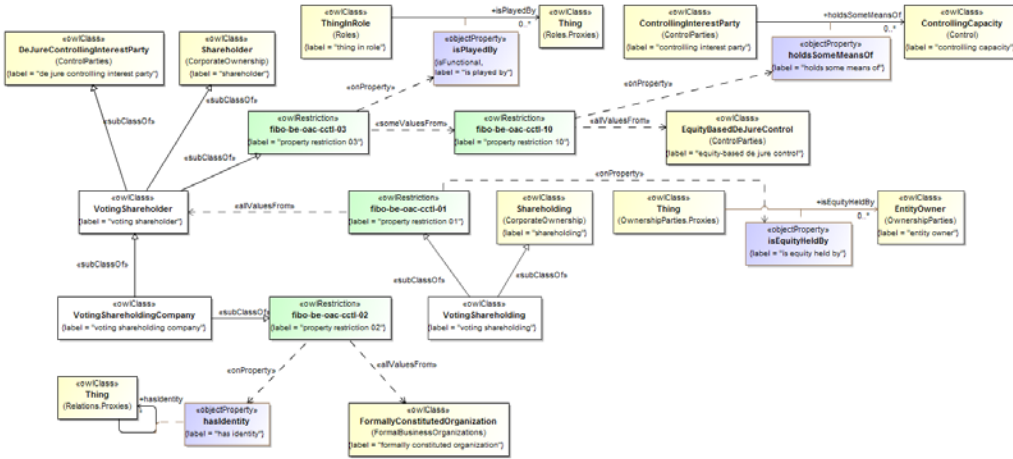 «owlClass»
ThingInRole
(Roles)
{label = "thing in role"}
+isPlayedBy
0..*
«owlClass»
Thing
(Roles.Proxies)
«objectProperty»
isPlayedBy
{isFunctional,
label = "is played by"}
«owlClass»
ControllingInterestParty
(ControlParties)
{label = "controlling interest party"}
+holdsSomeMeansOf
0..*
«owlClass»
ControllingCapacity
(Control)
{label = "controlling capacity"}
«objectProperty»
holdsSomeMeansOf
{label = "holds some means of"}
«owlClass»
DeJureControllingInterestParty
(ControlParties)
{label = "de jure controlling interest party"}
«owlClass»
Shareholder
(CorporateOwnership)
{label = "shareholder"}
«onProperty»
«onProperty»
«subClassOf»
«subClassOf»
«subClassOf»
«owlRestriction»
fibo-be-oac-cctl-03
{label = "property restriction 03"}
«someValuesFrom»
«owlRestriction»
fibo-be-oac-cctl-10
{label = "property restriction 10"}
«allValuesFrom»
«owlClass»
EquityBasedDeJureControl
(ControlParties)
{label = "equity-based de jure control"}
«onProperty»
«owlClass»
VotingShareholder
{label = "voting shareholder"}
«allValuesFrom»
«owlRestriction»
fibo-be-oac-cctl-01
{label = "property restriction 01"}
«owlClass»
Shareholding
(CorporateOwnership)
{label = "shareholding"}
«owlClass»
Thing
(OwnershipParties.Proxies)
+isEquityHeldBy
0..*
«owlClass»
EntityOwner
(OwnershipParties)
{label = "entity owner"}
«objectProperty»
isEquityHeldBy
{label = "is equity held by"}
«subClassOf»
«subClassOf»
«subClassOf»
«owlClass»
VotingShareholdingCompany
{label = "voting shareholding company"}
«subClassOf»
«owlRestriction»
fibo-be-oac-cctl-02
{label = "property restriction 02"}
«owlClass»
VotingShareholding
{label = "voting shareholding"}
«onProperty»
«allValuesFrom»
«owlClass»
Thing
(Relations.Proxies)
+hasIdentity
«objectProperty»
hasIdentity
{label = "has identity"}
«owlClass»
FormallyConstitutedOrganization
(FormalBusinessOrganizations)
{label = "formally constituted organization"}